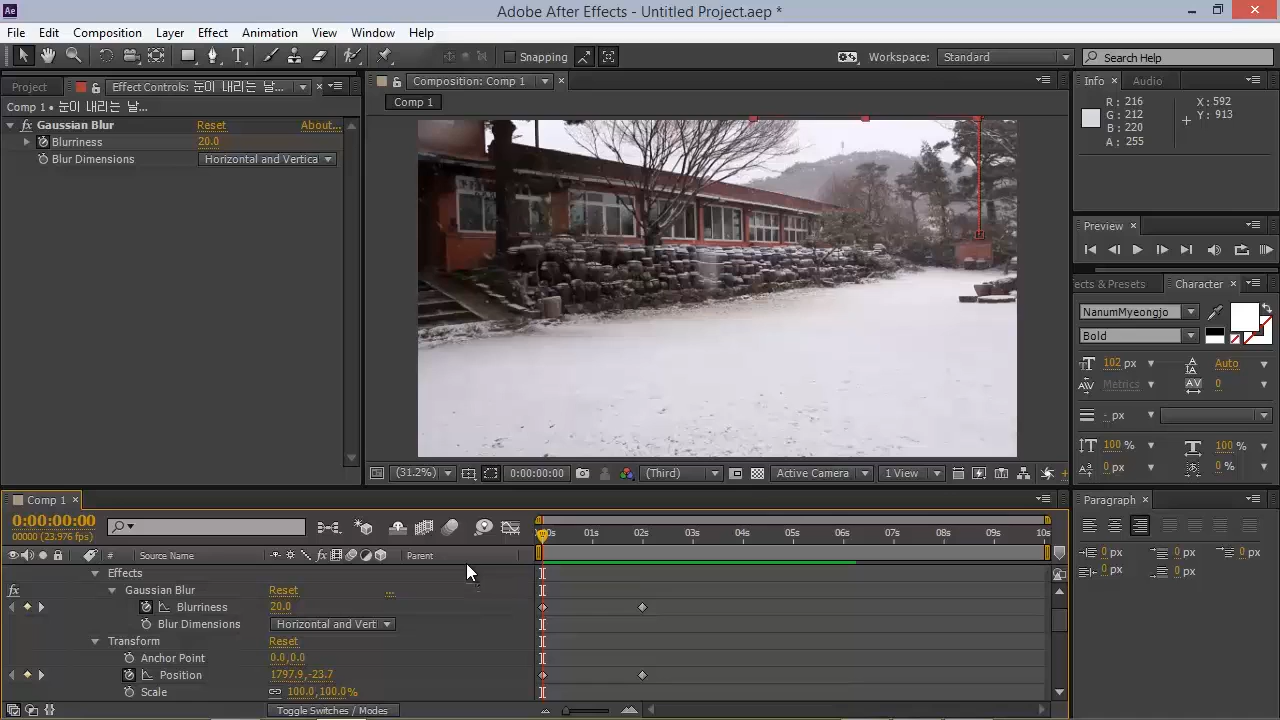 Adobe After Effects - Untitled Project.aep *
File Edit Composition Layer Effect Animation View Window Help
Snapping
Workspace: Standard
Search Help
Project
Effect Controls: 눈이 내리는 날...
Composition: Comp 1
Info
Audio
Comp 1 • 눈이 내리는 날...
Comp 1
R: 216
G: 212
B: 220
A: 255
X: 592
Y: 913
fx Gaussian Blur Reset About...
Blurriness 20.0
Blur Dimensions Horizontal and Vertica
Preview
ects & Presets
Character
NanumMyeongjo
Bold
102 px
Auto
Metrics
0
- px
100 %
100 %
0 px
0 %
(31.2%)
0:00:00:00
(Third)
Active Camera
1 View
Comp 1
Paragraph
0:00:00:00
00000 (23.976 fps)
0 px
0 px
0 px
0 px
0 px
01s 02s 03s 04s 05s 06s 07s 08s 09s 10s
# Source Name
Parent
Effects
fx Gaussian Blur Reset ...
Blurriness 20.0
Blur Dimensions Horizontal and Vert
Transform Reset
Anchor Point 0.0,0.0
Position 1797.9,-23.7
Scale 100.0,100.0%
Toggle Switches / Modes